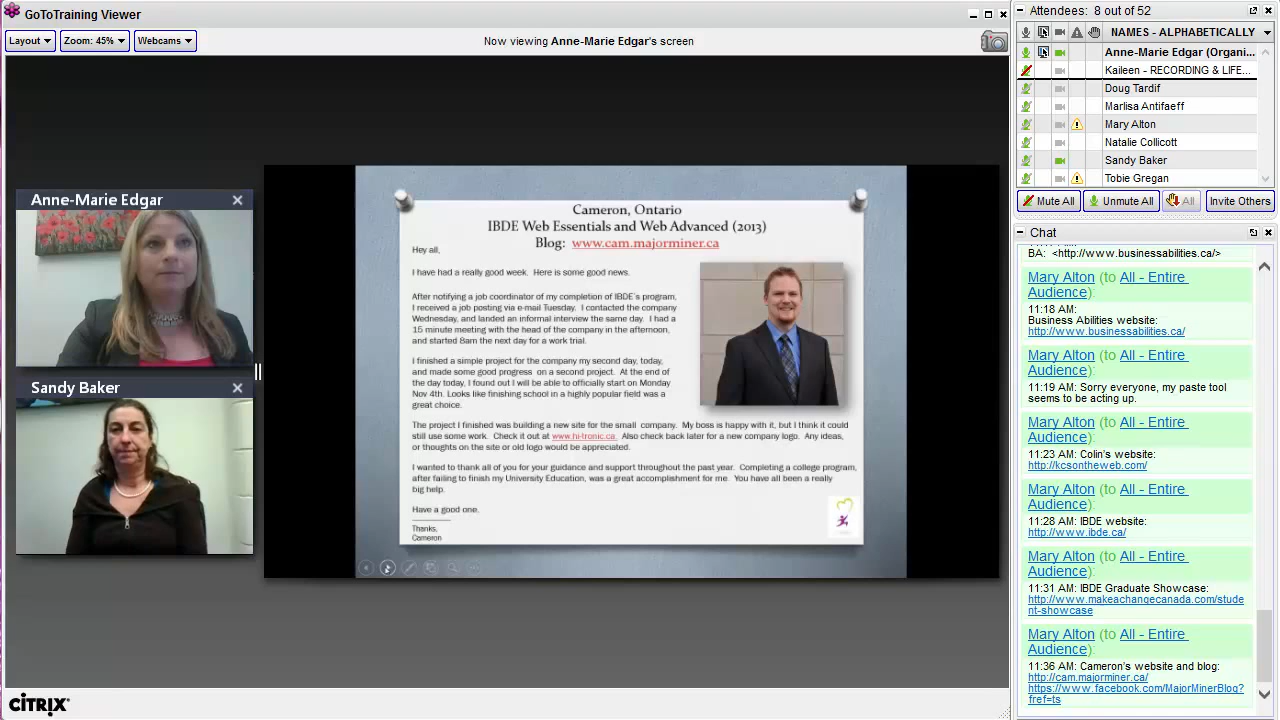 GoToTraining Viewer
Layout
Zoom: 45%
Webcams
Now viewing Anne-Marie Edgar's screen
Anne-Marie Edgar
Sandy Baker
Cameron, Ontario
IBDE Web Essentials and Web Advanced (2013)
Blog: www.cam.majorminer.ca
Hey all,
I have had a really good week. Here is some good news.
After notifying a job coordinator of my completion of IBDE's program,
I received a job posting via e-mail Tuesday. I contacted the company
Wednesday, and landed an informal interview the same day. I had a
15 minute meeting with the head of the company in the afternoon,
and started 8am the next day for a work trial.
I finished a simple project for the company my second day, today,
and made some good progress on a second project. At the end of
the day today, I found out I will be able to officially start on Monday
Nov 4th. Looks like finishing school in a highly popular field was a
great choice.
The project I finished was building a new site for the small company. My boss is happy with it, but I think it could
still use some work. Check it out at www.hi-tronic.ca. Also check back later for a new company logo. Any ideas,
or thoughts on the site or old logo would be appreciated.
I wanted to thank all of you for your guidance and support throughout the past year. Completing a college program,
after failing to finish my University Education, was a great accomplishment for me. You have all been a really
big help.
Have a good one.
Thanks,
Cameron
CITRIX
Attendees: 8 out of 52
NAMES - ALPHABETICALLY
Anne-Marie Edgar (Organi...
Kaileen - RECORDING & LIFE...
Doug Tardif
Marlisa Antifaeff
Mary Alton
Natalie Collicott
Sandy Baker
Tobie Gregan
Mute All
Unmute All
All
Invite Others
Chat
BA: <http://www.businessabilities.ca/>
Mary Alton (to All - Entire
Audience):
11:18 AM:
Business Abilities website:
http://www.businessabilities.ca/
Mary Alton (to All - Entire
Audience):
11:19 AM: Sorry everyone, my paste tool
seems to be acting up.
Mary Alton (to All - Entire
Audience):
11:23 AM: Colin's website:
http://kcsontheweb.com/
Mary Alton (to All - Entire
Audience):
11:28 AM: IBDE website:
http://www.ibde.ca/
Mary Alton (to All - Entire
Audience):
11:31 AM: IBDE Graduate Showcase:
http://www.makeachangecanada.com/stude
nt-showcase
Mary Alton (to All - Entire
Audience):
11:36 AM: Cameron's website and blog:
http://cam.majorminer.ca/
https://www.facebook.com/MajorMinerBlog?
fref=ts